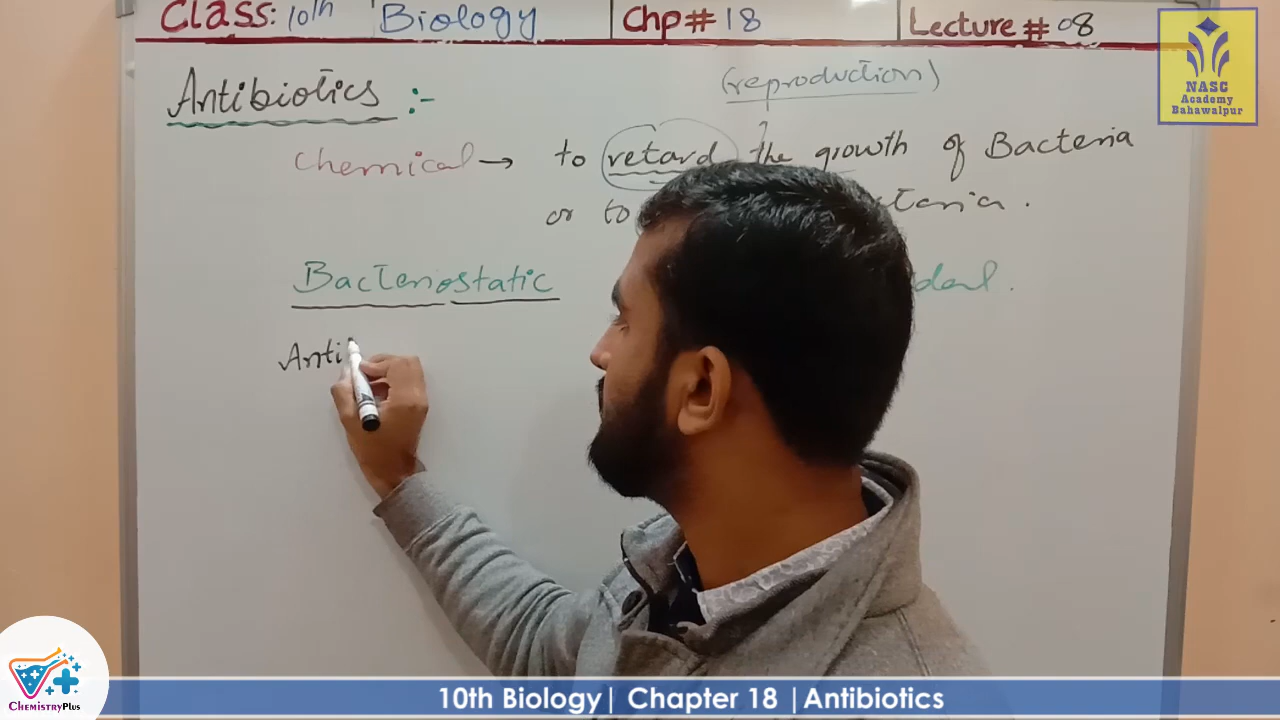 Class: 10th Biology Chp # 18 Lecture # 08
NASC
Academy
Bahawalpur
Antibiotics :-
(reproduction)
Chemical → to retard the growth of Bacteria
or to
Bacteriostatic
Anti
ChemistryPlus
10th Biology| Chapter 18 |Antibiotics